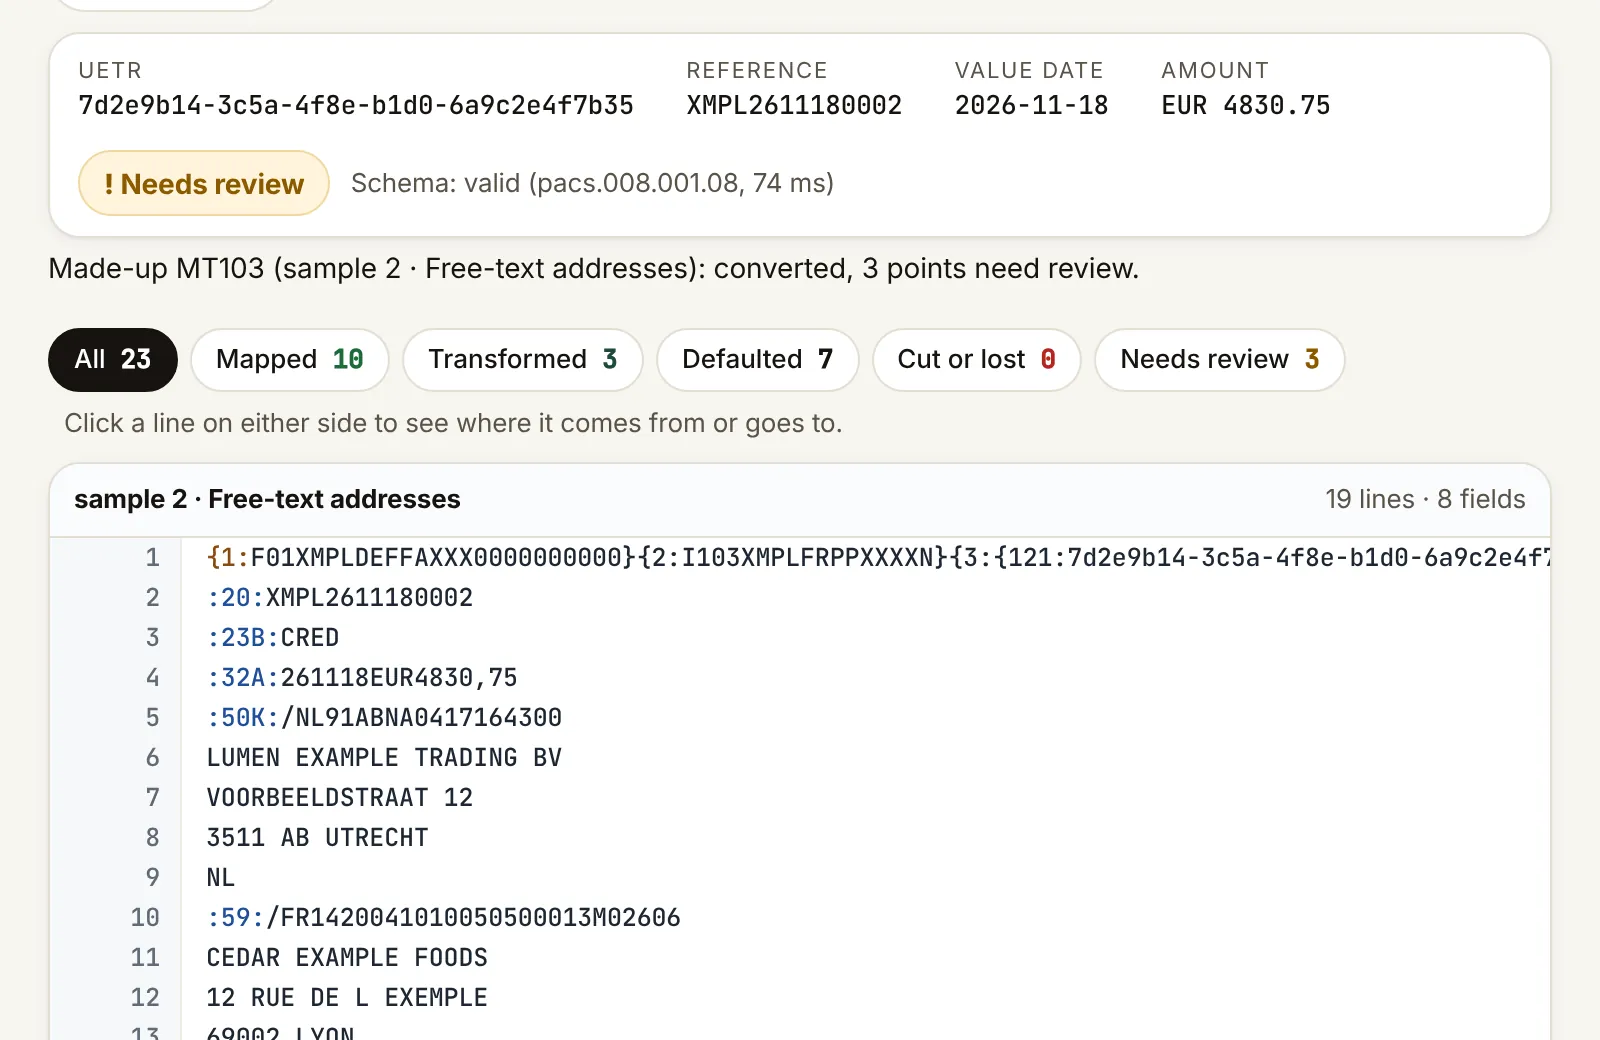 UETR REFERENCE VALUE DATE AMOUNT
7d2e9b14-3c5a-4f8e-b1d0-6a9c2e4f7b35 XMPL2611180002 2026-11-18 EUR 4830.75
! Needs review Schema: valid (pacs.008.001.08, 74 ms)
Made-up MT103 (sample 2 · Free-text addresses): converted, 3 points need review.
All 23 Mapped 10 Transformed 3 Defaulted 7 Cut or lost 0 Needs review 3
Click a line on either side to see where it comes from or goes to.
sample 2 · Free-text addresses 19 lines · 8 fields
1 {1:F01XMPLDEFFAXXX0000000000}{2:I103XMPLFRPPXXXXN}{3:{121:7d2e9b14-3c5a-4f8e-b1d0-6a9c2e4f7
2 :20:XMPL2611180002
3 :23B:CRED
4 :32A:261118EUR4830,75
5 :50K:/NL91ABNA0417164300
6 LUMEN EXAMPLE TRADING BV
7 VOORBEELDSTRAAT 12
8 3511 AB UTRECHT
9 NL
10 :59:/FR1420041010050500013M02606
11 CEDAR EXAMPLE FOODS
12 12 RUE DE L EXEMPLE
13 69002 LYON